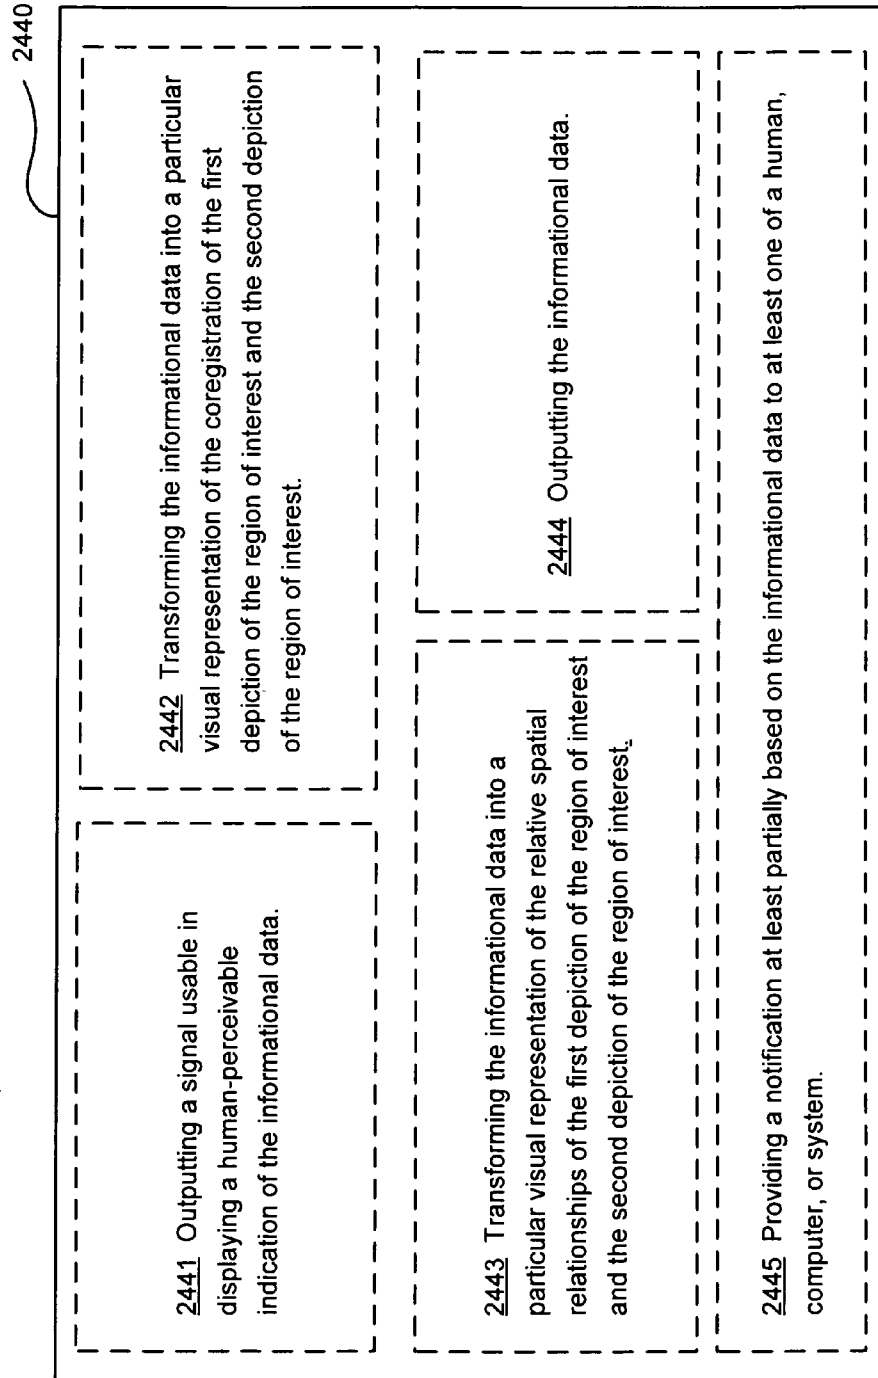 2440
2441 Outputting a signal usable in
displaying a human-perceivable
indication of the informational data.
2442 Transforming the informational data into a particular
visual representation of the coregistration of the first
depiction of the region of interest and the second depiction
of the region of interest.
2443 Transforming the informational data into a
particular visual representation of the relative spatial
relationships of the first depiction of the region of interest
and the second depiction of the region of interest.
2444 Outputting the informational data.
2445 Providing a notification at least partially based on the informational data to at least one of a human,
computer, or system.